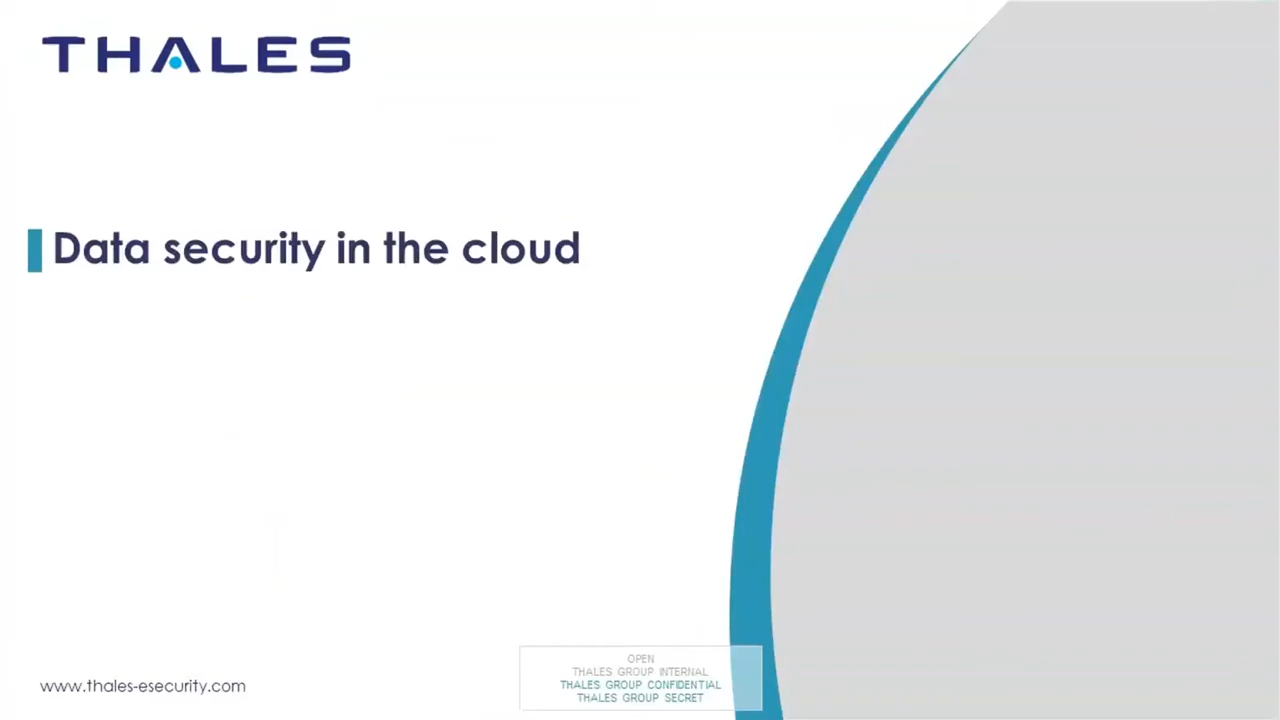 THALES
Data security in the cloud
OPEN
THALES GROUP INTERNAL
THALES GROUP CONFIDENTIAL
THALES GROUP SECRET
www.thales-esecurity.com